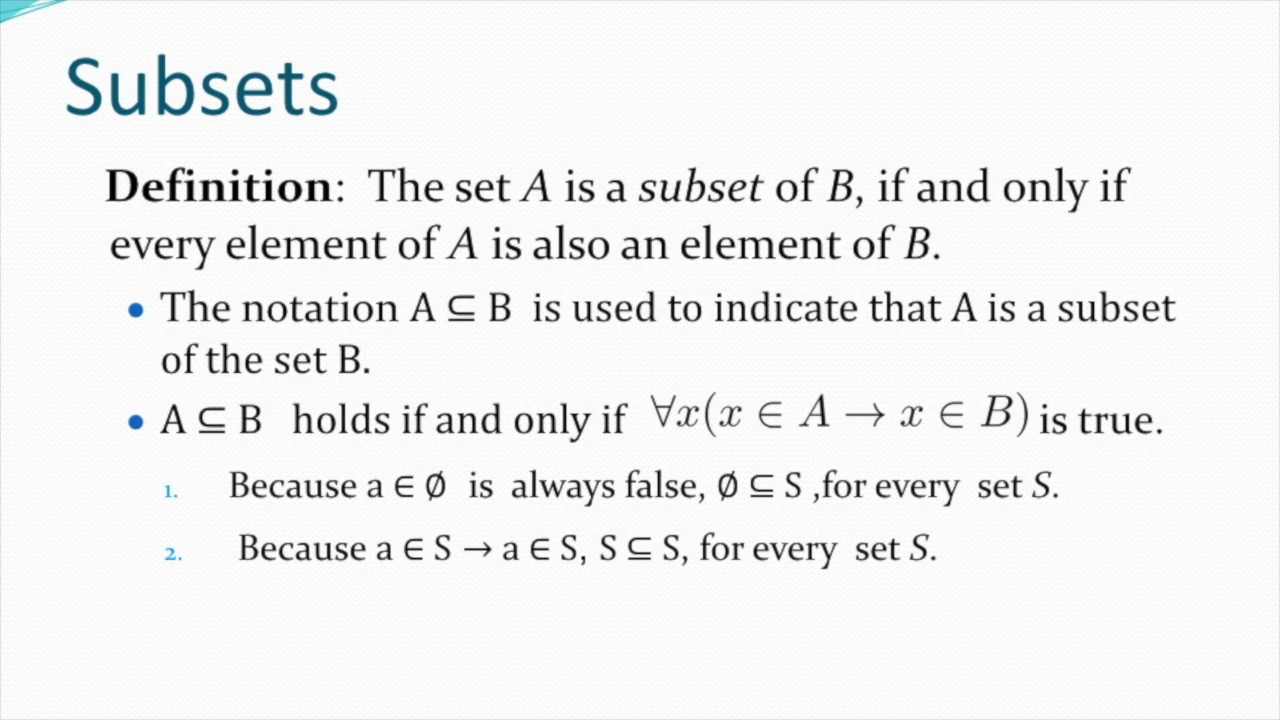 Subsets
Definition: The set A is a subset of B, if and only if
every element of A is also an element of B.
• The notation A ⊆ B is used to indicate that A is a subset
of the set B.
• A ⊆ B holds if and only if ∀x(x ∈ A → x ∈ B) is true.
1. Because a ∈ ∅ is always false, ∅ ⊆ S ,for every set S.
2. Because a ∈ S → a ∈ S, S ⊆ S, for every set S.